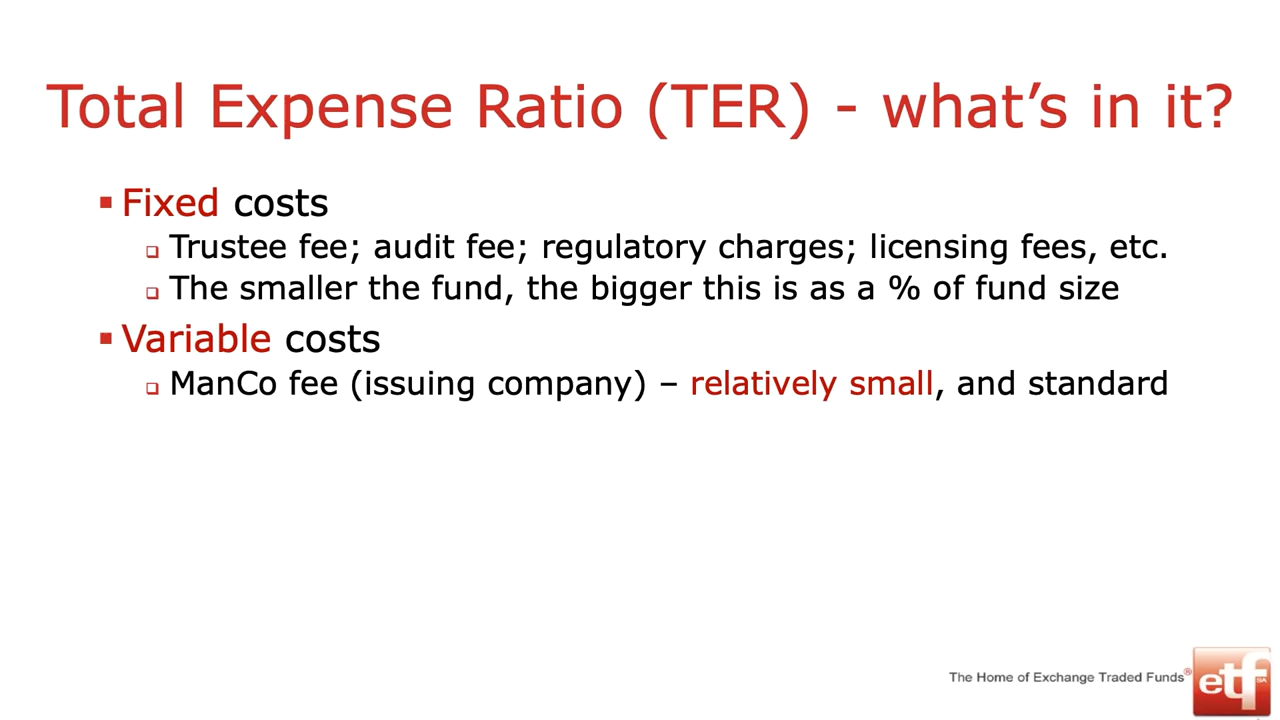 Total Expense Ratio (TER) - what’s in it?
Fixed costs
Trustee fee; audit fee; regulatory charges; licensing fees, etc.
The smaller the fund, the bigger this is as a % of fund size
Variable costs
ManCo fee (issuing company) – relatively small, and standard
The Home of Exchange Traded Funds®
etf
SA